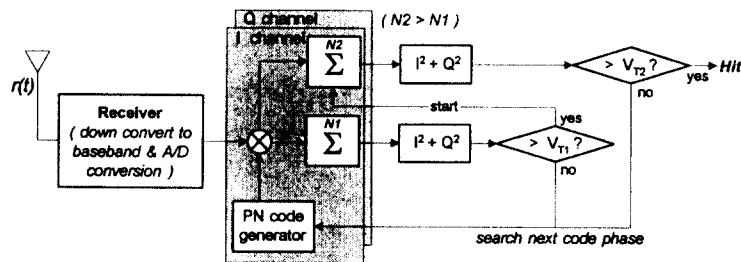 Q channel
I channel
( N2 > N1 )
r(t)
Receiver
( down convert to
baseband & A/D
conversion )
N2
Σ
I² + Q²
> V_T2 ?
yes
Hit
no
start
N1
Σ
I² + Q²
yes
> V_T1 ?
no
PN code
generator
search next code phase